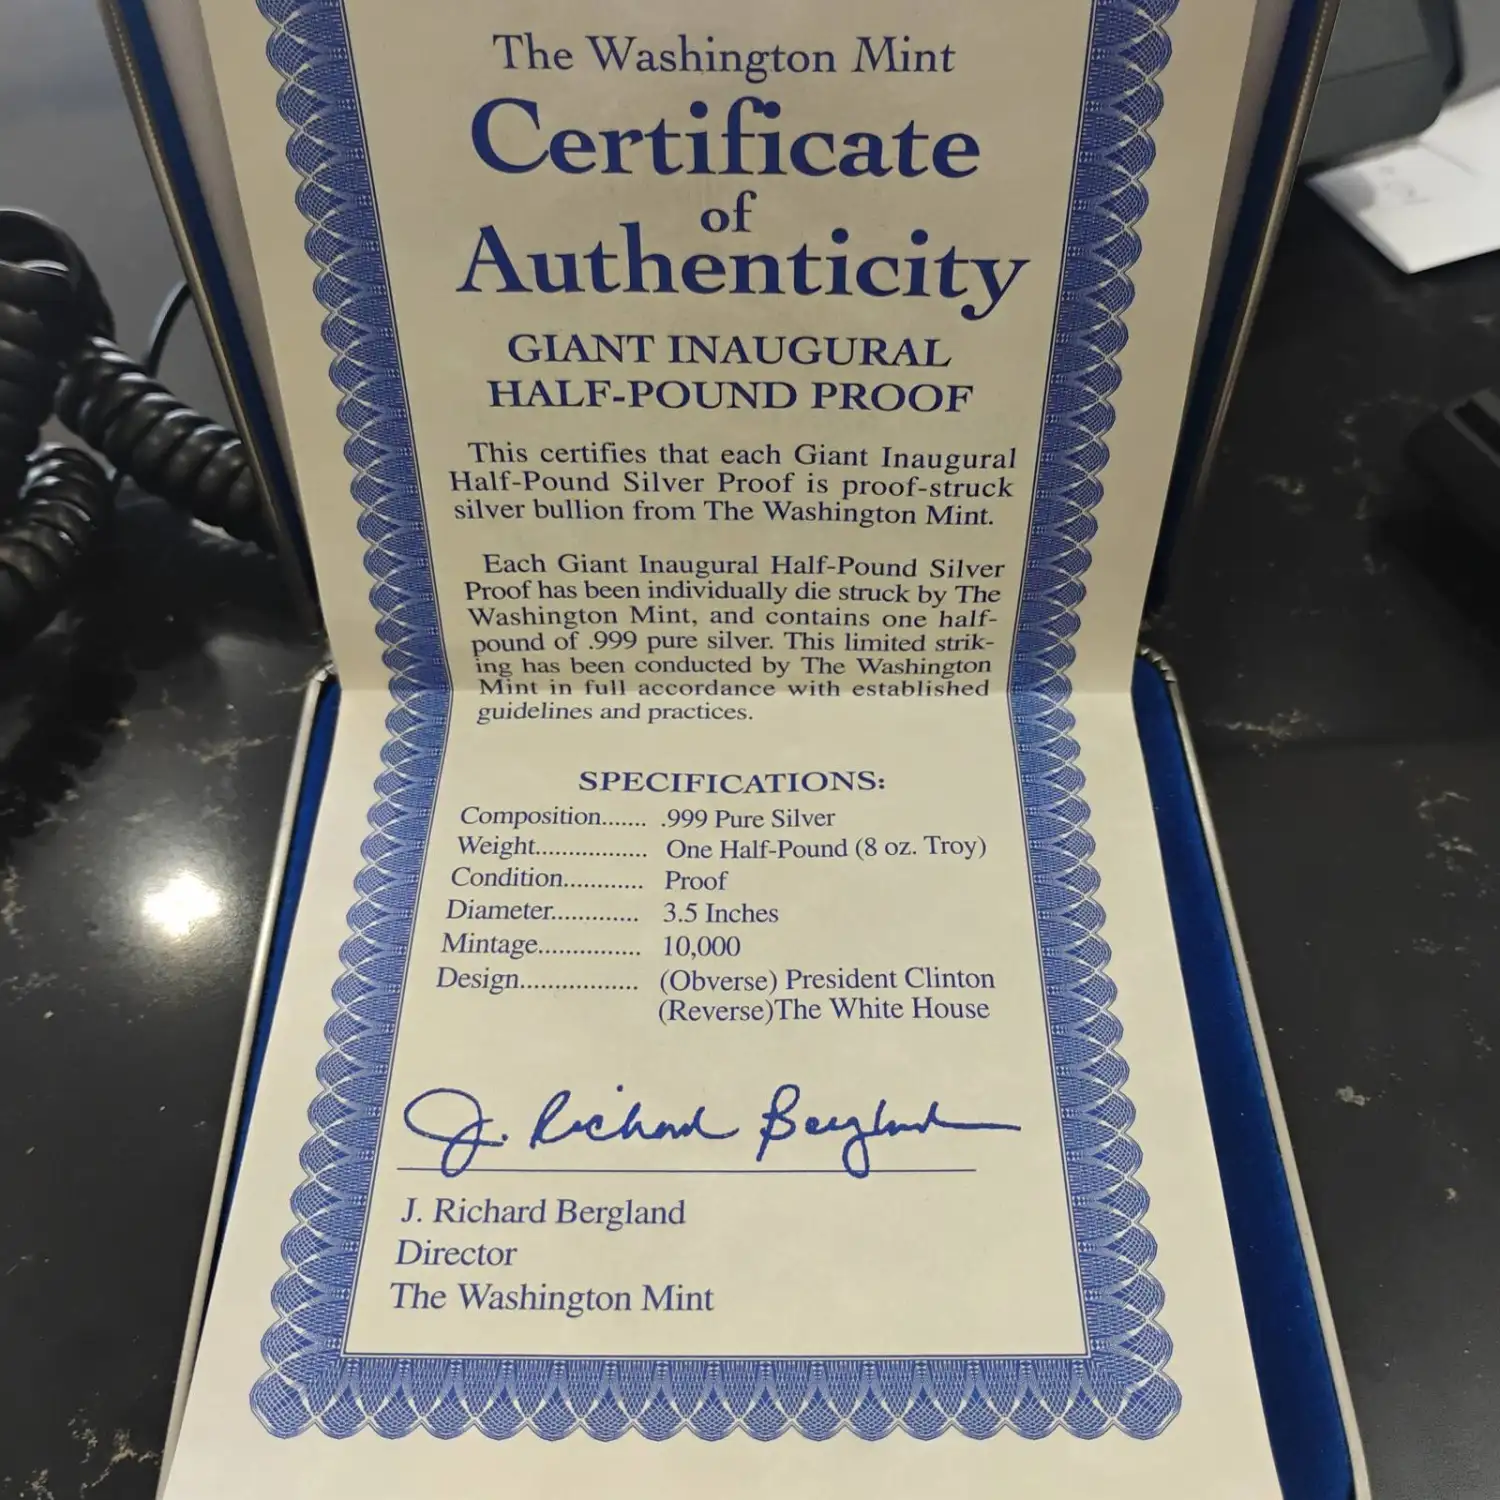 The Washington Mint
Certificate
of
Authenticity
GIANT INAUGURAL
HALF-POUND PROOF
This certifies that each Giant Inaugural
Half-Pound Silver Proof is proof-struck
silver bullion from The Washington Mint.
Each Giant Inaugural Half-Pound Silver
Proof has been individually die struck by The
Washington Mint, and contains one half-
pound of .999 pure silver. This limited strik-
ing has been conducted by The Washington
Mint in full accordance with established
guidelines and practices.
SPECIFICATIONS:
Composition....... .999 Pure Silver
Weight................. One Half-Pound (8 oz. Troy)
Condition............ Proof
Diameter............. 3.5 Inches
Mintage............... 10,000
Design................. (Obverse) President Clinton
(Reverse)The White House
J. Richard Bergland
J. Richard Bergland
Director
The Washington Mint